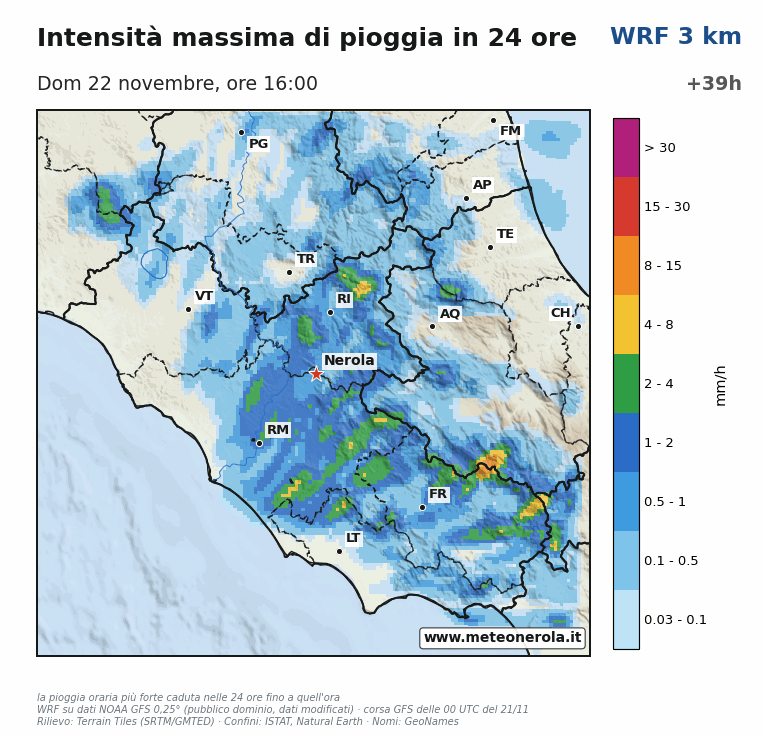 Intensità massima di pioggia in 24 ore
WRF 3 km
Dom 22 novembre, ore 16:00
+39h
FM
PG
AP
TE
TR
VT
RI
AQ
CH
Nerola
RM
FR
LT
www.meteonerola.it
> 30
15 - 30
8 - 15
4 - 8
2 - 4
1 - 2
0.5 - 1
0.1 - 0.5
0.03 - 0.1
mm/h
la pioggia oraria più forte caduta nelle 24 ore fino a quell'ora
WRF su dati NOAA GFS 0,25° (pubblico dominio, dati modificati) · corsa GFS delle 00 UTC del 21/11
Rilievo: Terrain Tiles (SRTM/GMTED) · Confini: ISTAT, Natural Earth · Nomi: GeoNames